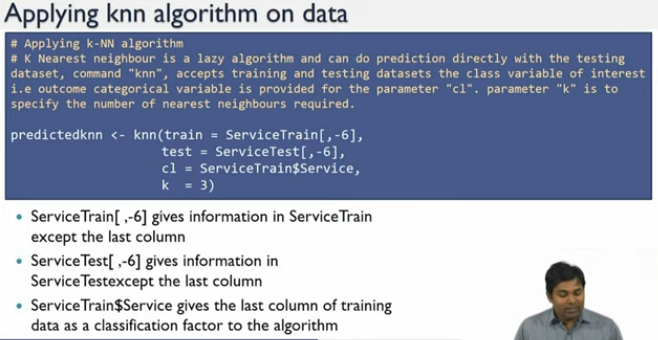 Applying knn algorithm on data
# Applying k-NN algorithm
# K Nearest neighbour is a lazy algorithm and can do prediction directly with the testing
dataset, command "knn", accepts training and testing datasets the class variable of interest
i.e outcome categorical variable is provided for the parameter "cl". parameter "k" is to
specify the number of nearest neighbours required.
predictedknn <- knn(train = ServiceTrain[,-6],
test = ServiceTest[,-6],
cl = ServiceTrain$Service,
k = 3)
• ServiceTrain[ ,-6] gives information in ServiceTrain
except the last column
• ServiceTest[ ,-6] gives information in
ServiceTestexcept the last column
• ServiceTrain$Service gives the last column of training
data as a classification factor to the algorithm